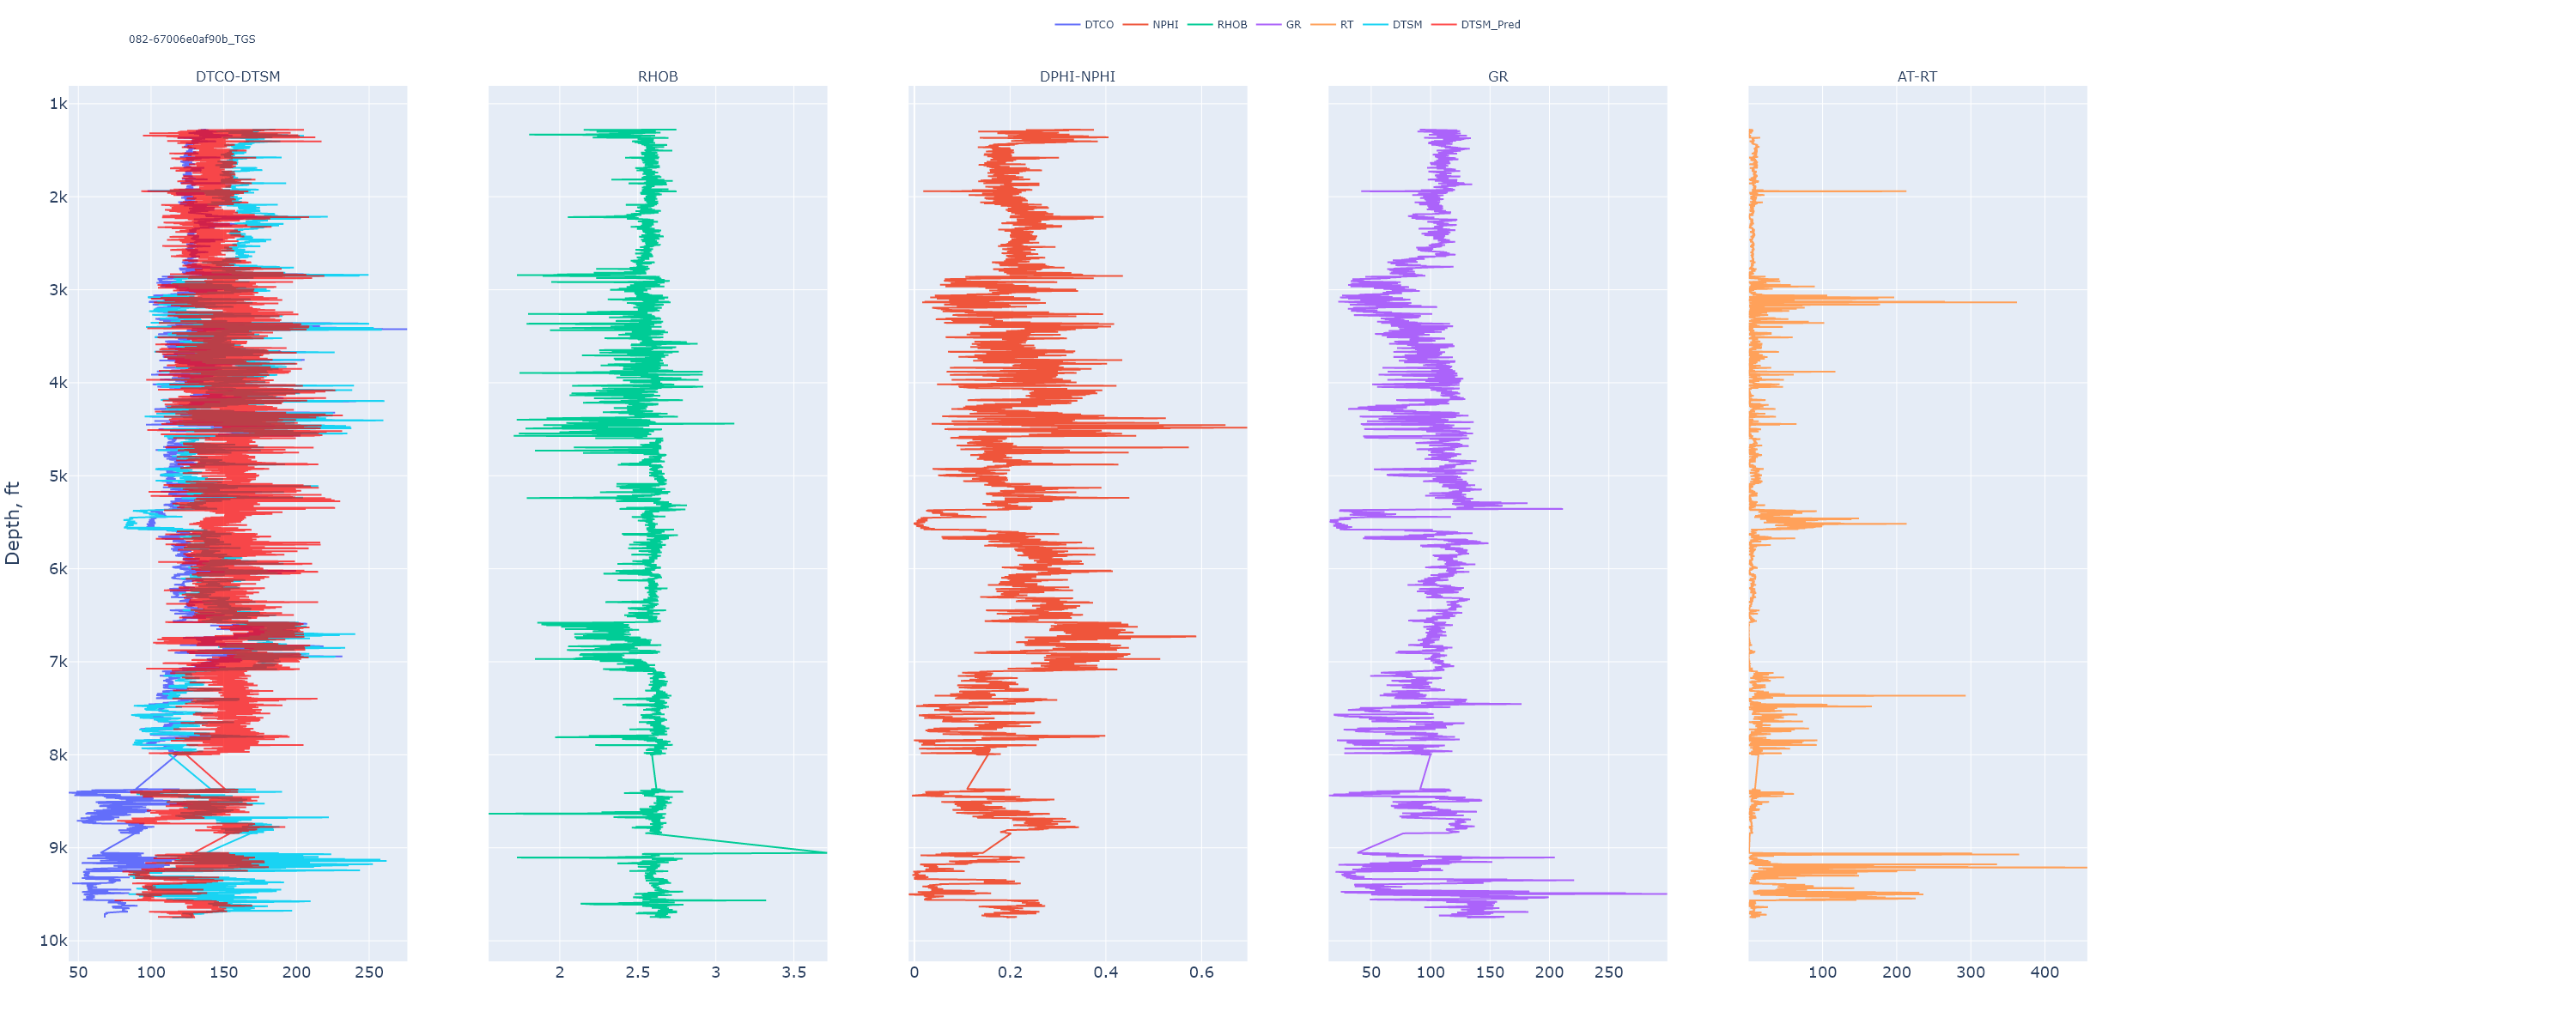 DTCO NPHI RHOB GR RT DTSM DTSM_Pred
082-67006e0af90b_TGS
DTCO-DTSM RHOB DPHI-NPHI GR AT-RT
Depth, ft
1k
2k
3k
4k
5k
6k
7k
8k
9k
10k
50 100 150 200 250
2 2.5 3 3.5
0 0.2 0.4 0.6
50 100 150 200 250
100 200 300 400